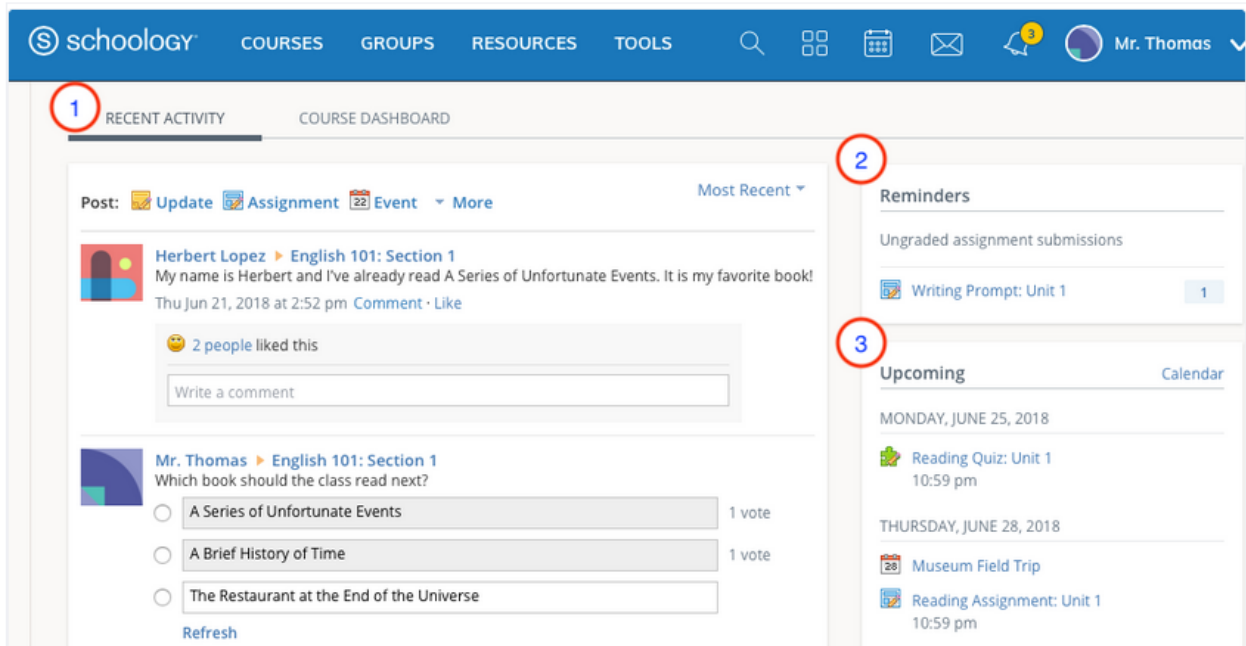 schoology COURSES GROUPS RESOURCES TOOLS 3 Mr. Thomas
1 RECENT ACTIVITY COURSE DASHBOARD
Post: Update Assignment 22 Event More Most Recent
Herbert Lopez English 101: Section 1
My name is Herbert and I've already read A Series of Unfortunate Events. It is my favorite book!
Thu Jun 21, 2018 at 2:52 pm Comment · Like
2 people liked this
Write a comment
Mr. Thomas English 101: Section 1
Which book should the class read next?
A Series of Unfortunate Events 1 vote
A Brief History of Time 1 vote
The Restaurant at the End of the Universe
Refresh
2
Reminders
Ungraded assignment submissions
Writing Prompt: Unit 1 1
3
Upcoming Calendar
MONDAY, JUNE 25, 2018
Reading Quiz: Unit 1
10:59 pm
THURSDAY, JUNE 28, 2018
28 Museum Field Trip
Reading Assignment: Unit 1
10:59 pm